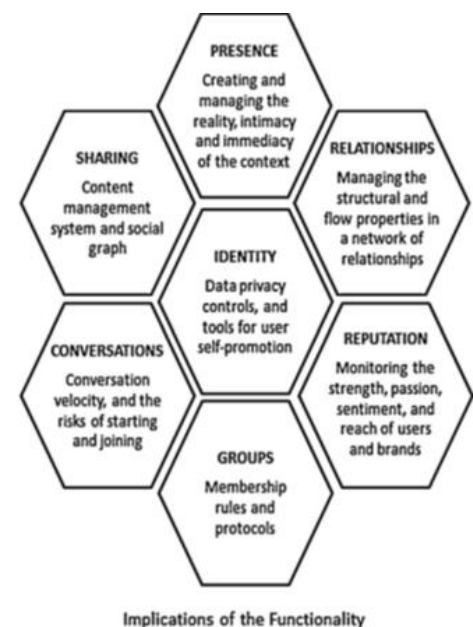 PRESENCE
Creating and
managing the
reality, intimacy
and immediacy
of the context
SHARING
Content
management
system and social
graph
RELATIONSHIPS
Managing the
structural and
flow properties in
a network of
relationships
IDENTITY
Data privacy
controls, and
tools for user
self-promotion
CONVERSATIONS
Conversation
velocity, and the
risks of starting
and joining
REPUTATION
Monitoring the
strength, passion,
sentiment, and
reach of users
and brands
GROUPS
Membership
rules and
protocols
Implications of the Functionality